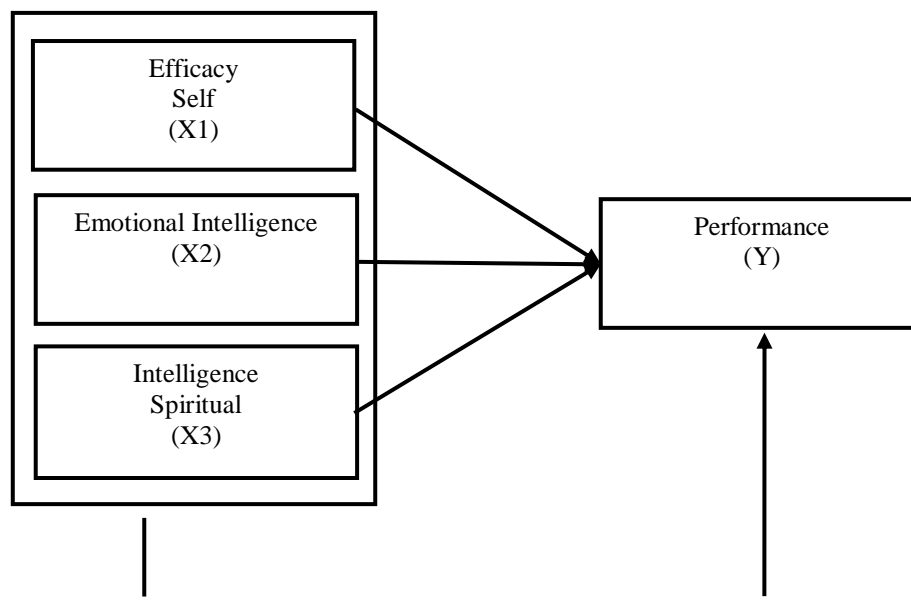 Efficacy
Self
(X1)
Emotional Intelligence
(X2)
Intelligence
Spiritual
(X3)
Performance
(Y)